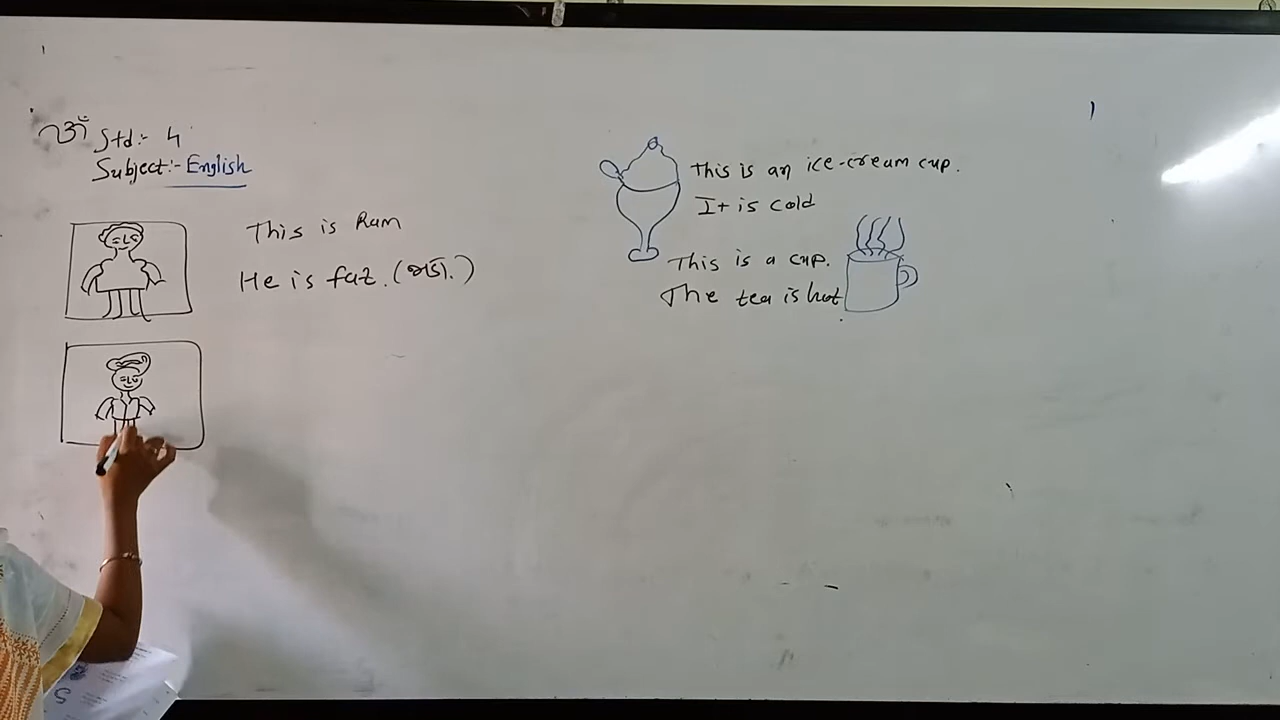 ॐ Std:- 4
Subject:- English
This is Ram
He is fat. (જાડો.)
This is an ice-cream cup.
It is cold
This is a cup.
The tea is hot.